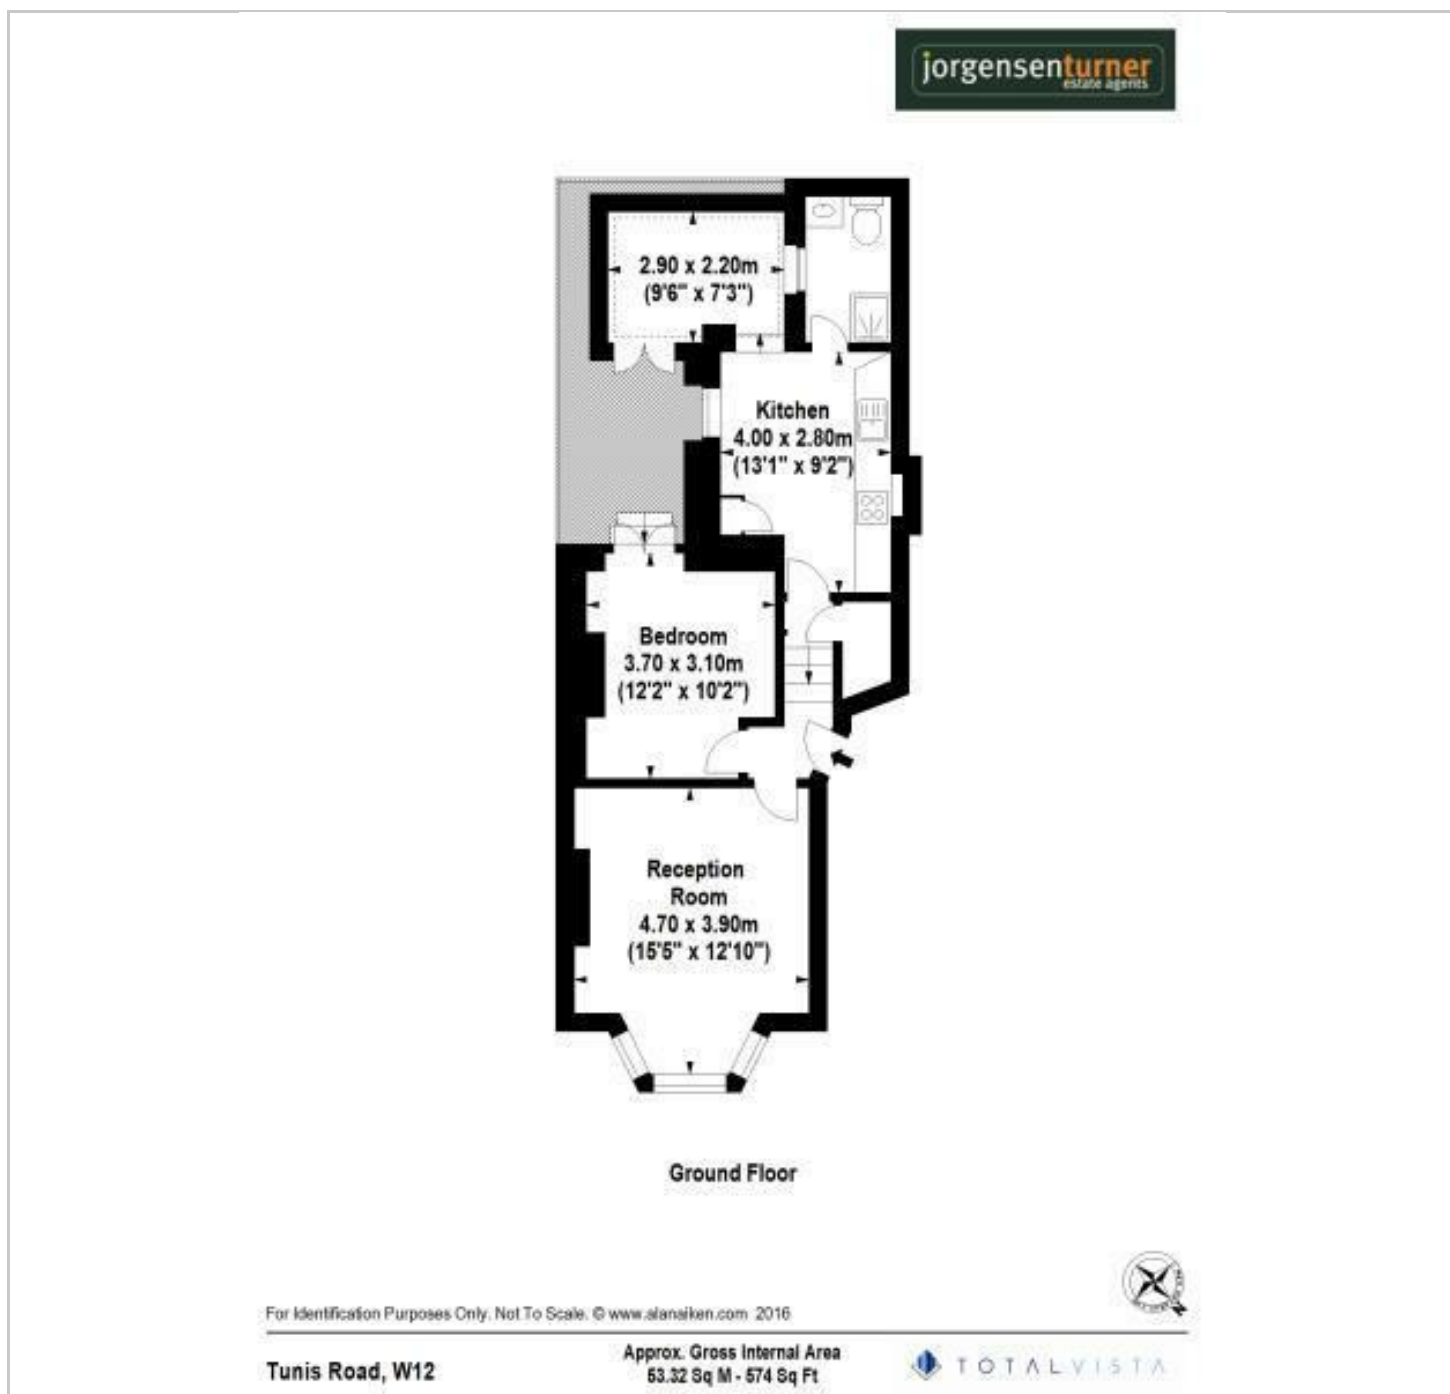 jorgensenturner
estate agents
2.90 x 2.20m
(9'6" x 7'3")
Kitchen
4.00 x 2.80m
(13'1" x 9'2")
Bedroom
3.70 x 3.10m
(12'2" x 10'2")
Reception
Room
4.70 x 3.90m
(15'5" x 12'10")
Ground Floor
For Identification Purposes Only. Not To Scale. © www.alanaiken.com 2016
Tunis Road, W12
Approx. Gross Internal Area
53.32 Sq M - 574 Sq Ft
TOTALVISTA
N